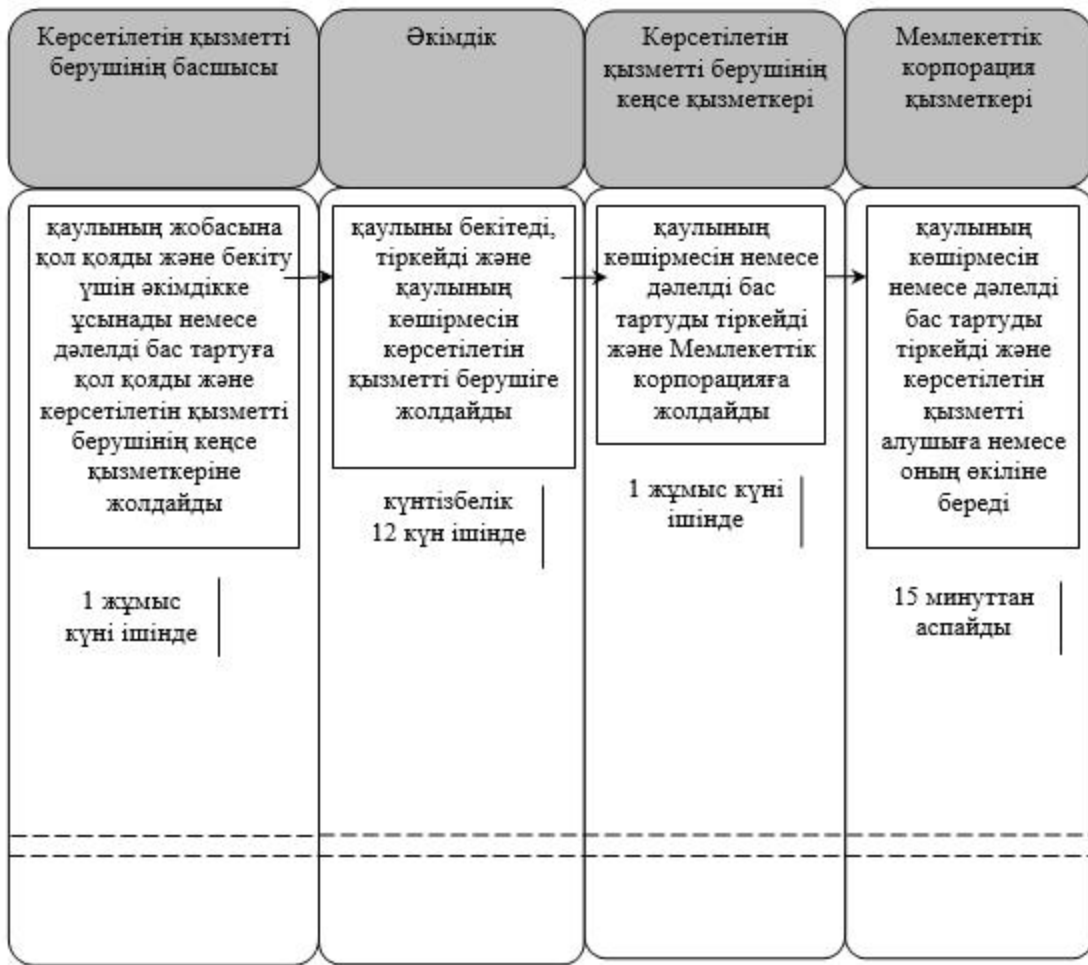 Көрсетілетін қызметті
берушінің басшысы
Әкімдік
Көрсетілетін
қызметті берушінің
кеңсе қызметкері
Мемлекеттік
корпорация
қызметкері
қаулының жобасына
қол қояды және бекіту
үшін әкімдікке
ұсынады немесе
дәлелді бас тартуға
қол қояды және
көрсетілетін қызметті
берушінің кеңсе
қызметкеріне
жолдайды
1 жұмыс
күні ішінде
қаулыны бекітеді,
тіркейді және
қаулының
көшірмесін
көрсетілетін
қызметті берушіге
жолдайды
күнтізбелік
12 күн ішінде
қаулының
көшірмесін немесе
дәлелді бас
тартуды тіркейді
және Мемлекеттік
корпорацияға
жолдайды
1 жұмыс күні
ішінде
қаулының
көшірмесін
немесе дәлелді
бас тартуды
тіркейді және
көрсетілетін
қызметті
алушыға немесе
оның өкіліне
береді
15 минуттан
аспайды